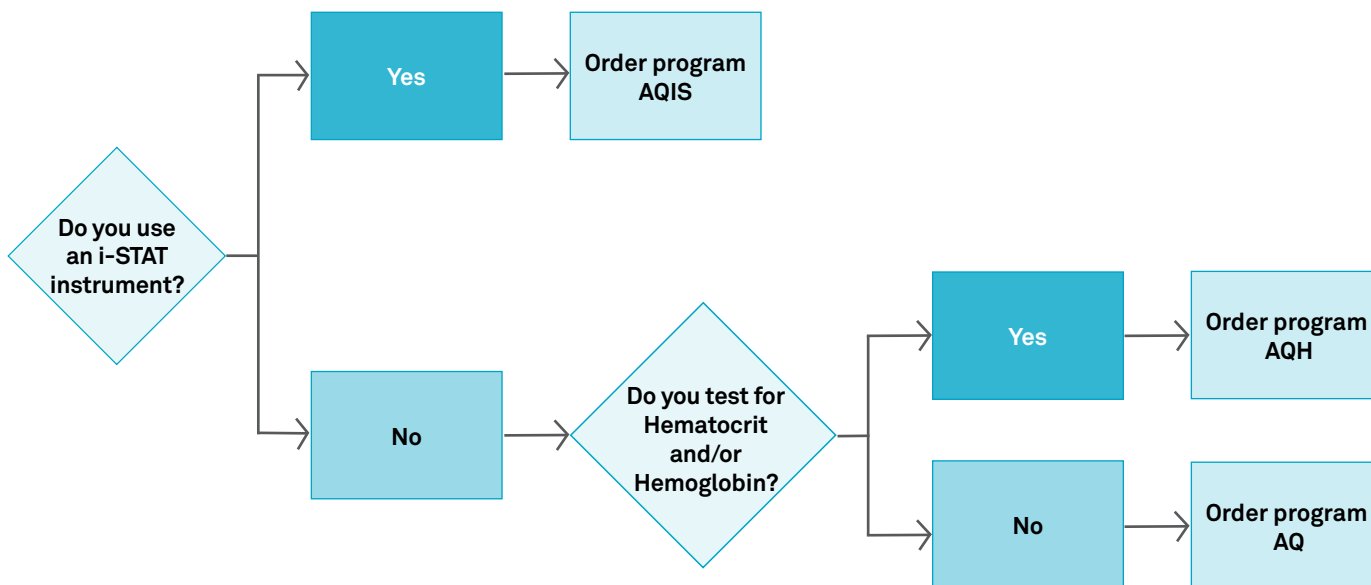 Yes
Order program
AQIS
Do you use
an i-STAT
instrument?
No
Do you test for
Hematocrit
and/or
Hemoglobin?
Yes
Order program
AQH
No
Order program
AQ